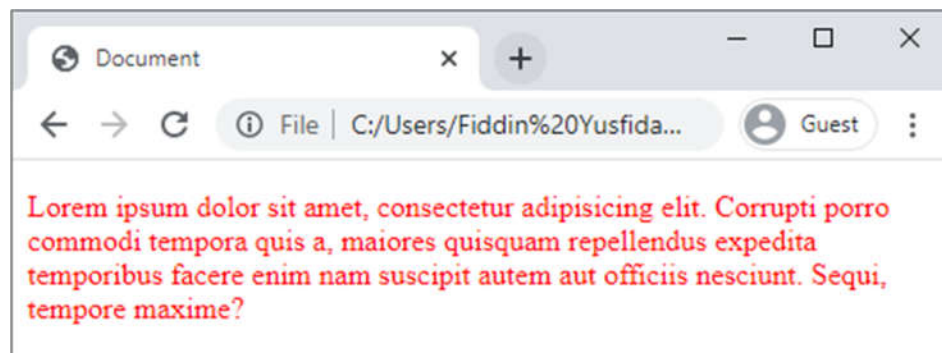 Document
File C:/Users/Fiddin%20Yusfida... Guest
Lorem ipsum dolor sit amet, consectetur adipisicing elit. Corrupti porro
commodi tempora quis a, maiores quisquam repellendus expedita
temporibus facere enim nam suscipit autem aut officiis nesciunt. Sequi,
tempore maxime?